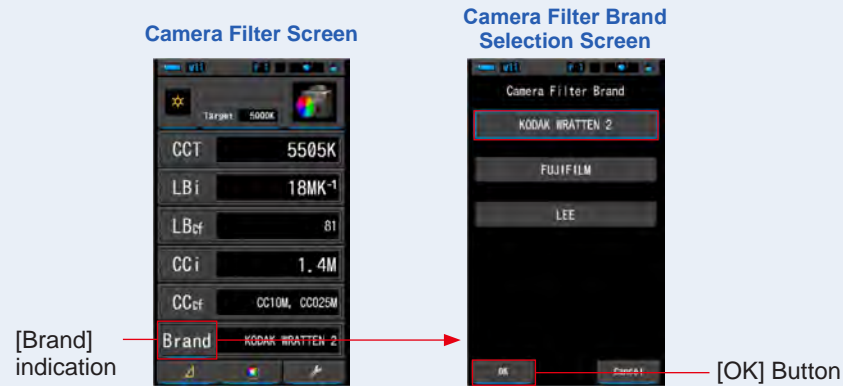 Camera Filter Screen
Camera Filter Brand
Selection Screen
Target 5000K
CCT 5505K
LBi 18MK-1
LBcf 81
CCi 1.4M
CCcf CC10M, CC025M
Brand KODAK WRATTEN 2
[Brand]
indication
Camera Filter Brand
KODAK WRATTEN 2
FUJIFILM
LEE
OK Cancel
[OK] Button